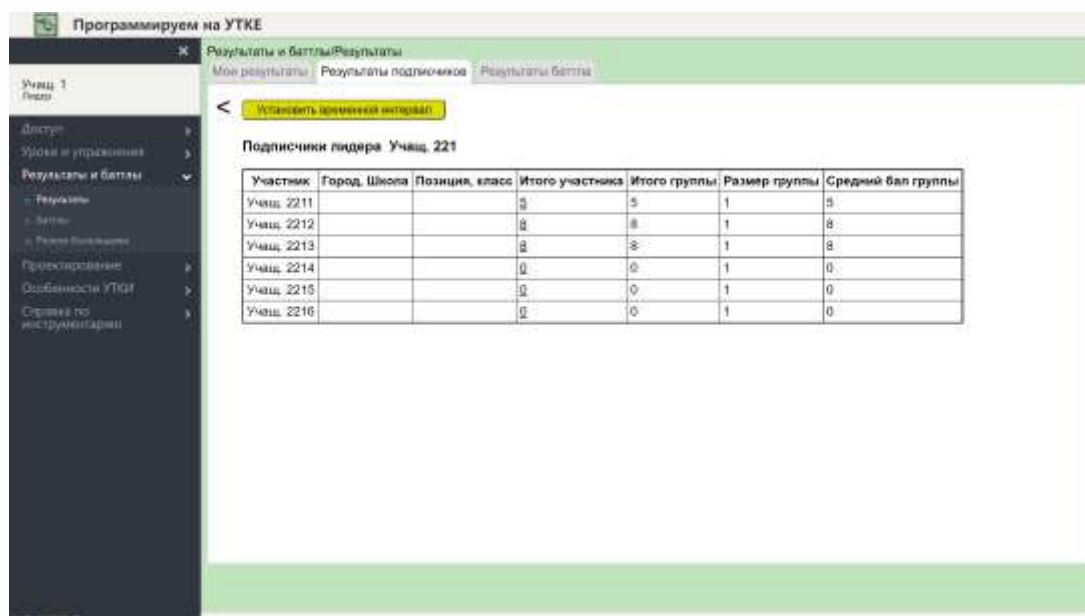 Программируем на УТКЕ
×
Результаты и баттлы/Результаты
Мои результаты Результаты подписчиков Результаты баттла
Учащ. 1
Лидер
< Установить временной интервал
Доступ
Уроки и упражнения
Результаты и баттлы
Результаты
Баттлы
Проектирование
Особенности УТКИ
Справка по
инструментарию
Подписчики лидера Учащ. 221
Участник Город, Школа Позиция, класс Итого участника Итого группы Размер группы Средний бал группы
Учащ. 2211 5 5 1 5
Учащ. 2212 8 8 1 8
Учащ. 2213 8 8 1 8
Учащ. 2214 0 0 1 0
Учащ. 2215 0 0 1 0
Учащ. 2216 0 0 1 0